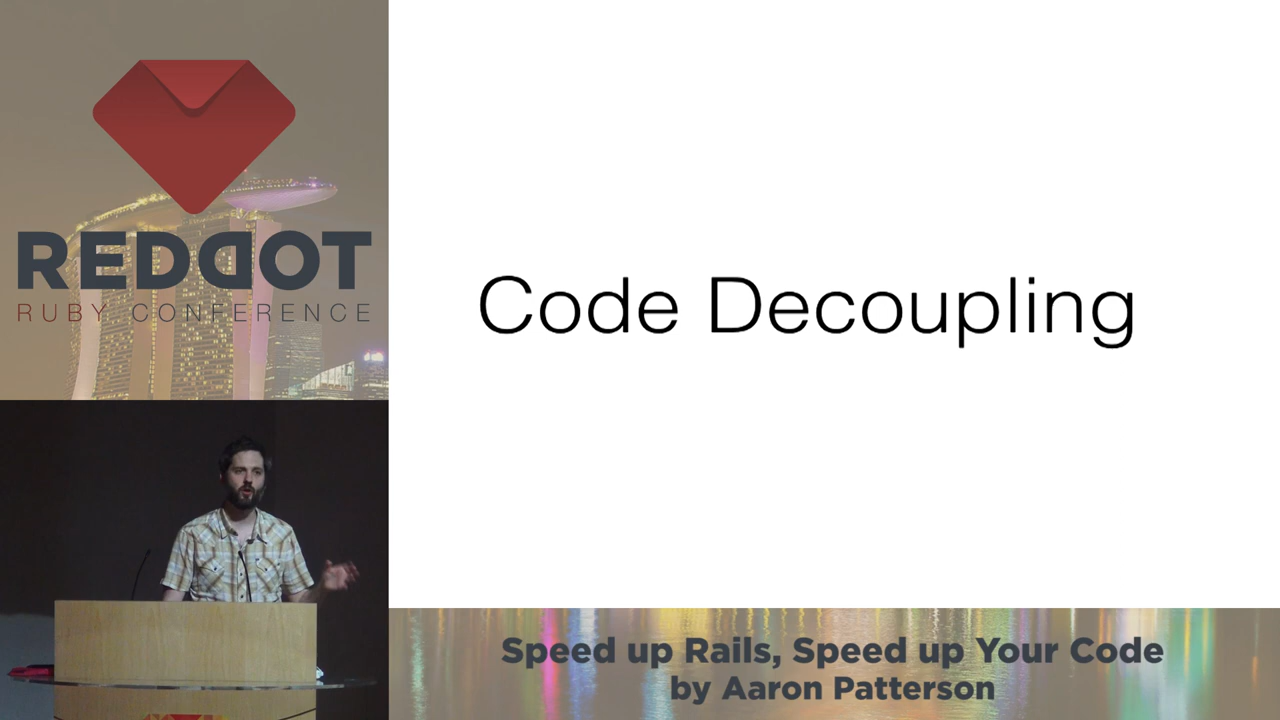 REDDOT
RUBY CONFERENCE
Code Decoupling
Speed up Rails, Speed up Your Code
by Aaron Patterson